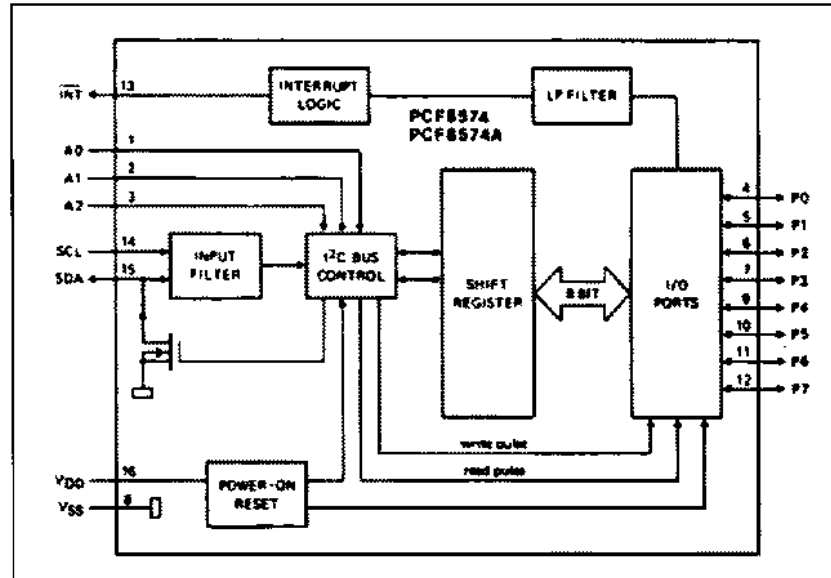 INTERRUPT
LOGIC
LP FILTER
PCF8574
PCF8574A
INT
13
A0
1
A1
2
A2
3
SCL
14
SDA
15
INPUT
FILTER
I²C BUS
CONTROL
SHIFT
REGISTER
8 BIT
I/O
PORTS
4
P0
5
P1
6
P2
7
P3
9
P4
10
P5
11
P6
12
P7
write pulse
read pulse
VDD
16
VSS
8
POWER-ON
RESET